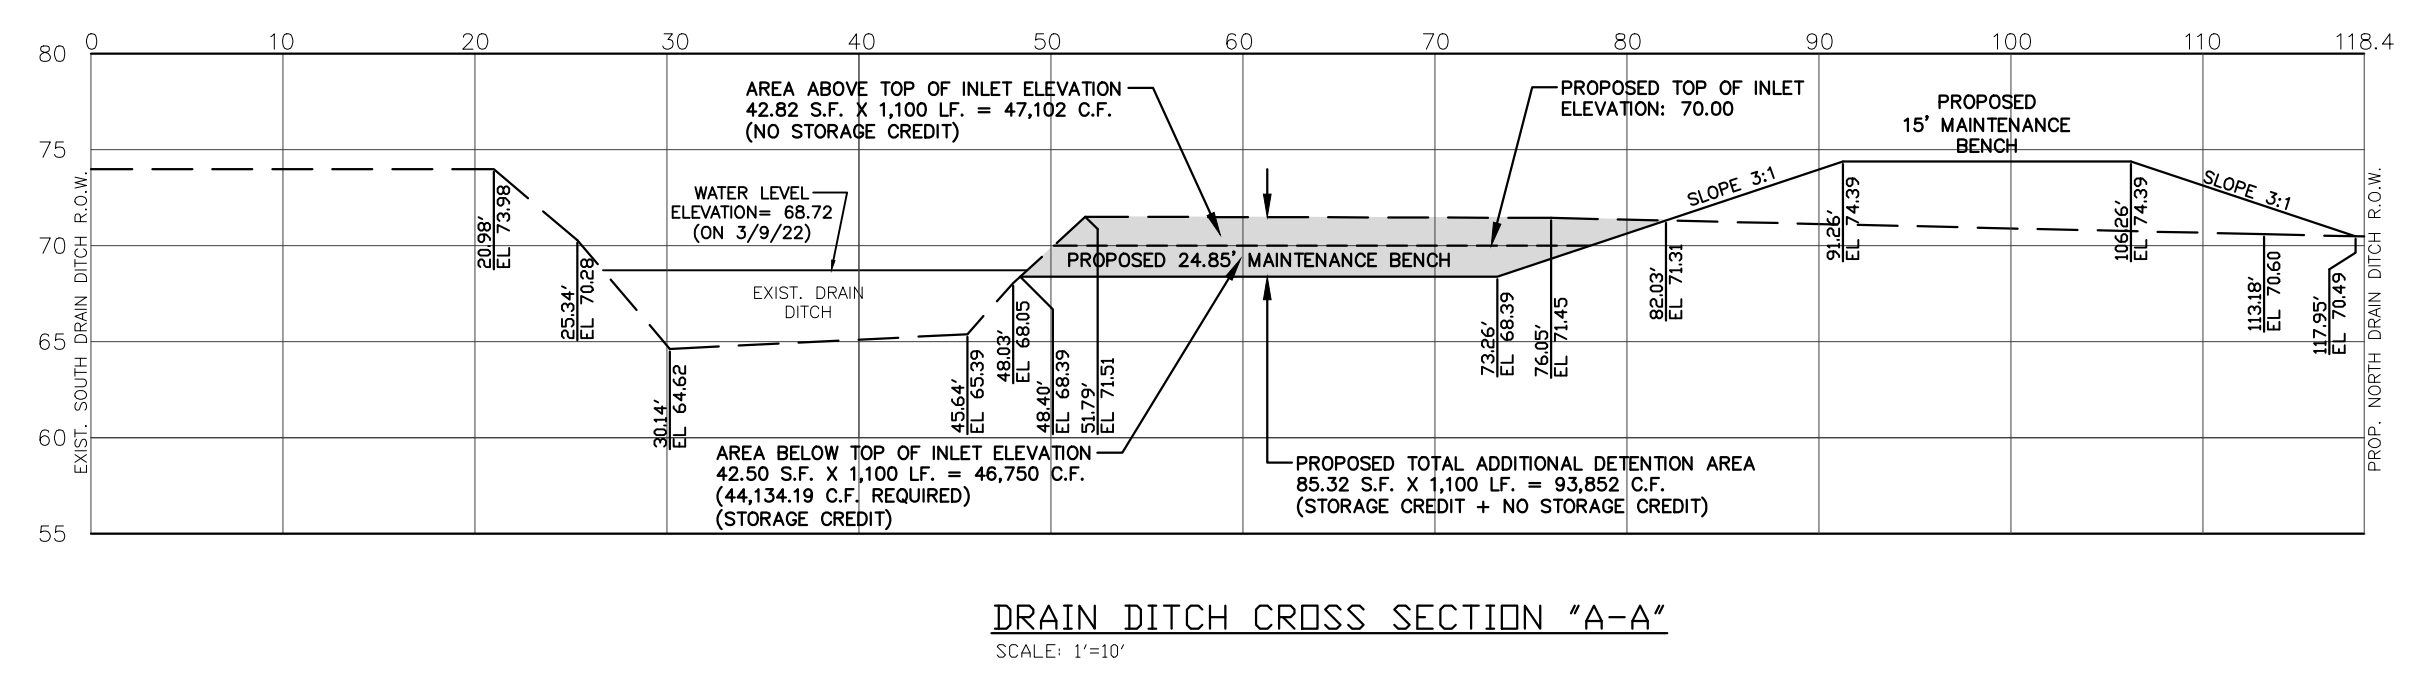 0 10 20 30 40 50 60 70 80 90 100 110 118.4
80
75
70
65
60
55
EXIST. SOUTH DRAIN DITCH R.O.W.
AREA ABOVE TOP OF INLET ELEVATION
42.82 S.F. X 1,100 LF. = 47,102 C.F.
(NO STORAGE CREDIT)
PROPOSED TOP OF INLET
ELEVATION: 70.00
PROPOSED
15' MAINTENANCE
BENCH
WATER LEVEL
ELEVATION= 68.72
(ON 3/9/22)
SLOPE 3:1
SLOPE 3:1
PROPOSED 24.85' MAINTENANCE BENCH
EXIST. DRAIN
DITCH
20.98'
EL 73.98
25.34'
EL 70.28
30.14'
EL 64.62
45.64'
EL 65.39
48.03'
EL 68.05
48.40'
EL 68.39
51.79'
EL 71.51
73.26'
EL 68.39
76.05'
EL 71.45
82.03'
EL 71.31
91.26'
EL 74.39
106.26'
EL 74.39
113.18'
EL 70.60
117.95'
EL 70.49
PROP. NORTH DRAIN DITCH R.O.W.
AREA BELOW TOP OF INLET ELEVATION
42.50 S.F. X 1,100 LF. = 46,750 C.F.
(44,134.19 C.F. REQUIRED)
(STORAGE CREDIT)
PROPOSED TOTAL ADDITIONAL DETENTION AREA
85.32 S.F. X 1,100 LF. = 93,852 C.F.
(STORAGE CREDIT + NO STORAGE CREDIT)
DRAIN DITCH CROSS SECTION "A-A"
SCALE: 1'=10'